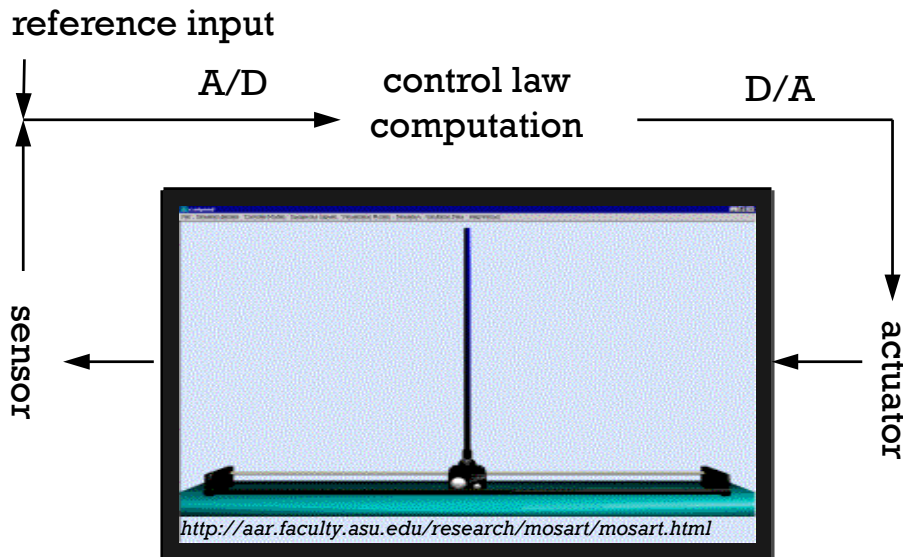 reference input
A/D
control law
computation
D/A
sensor
actuator
http://aar.faculty.asu.edu/research/mosart/mosart.html